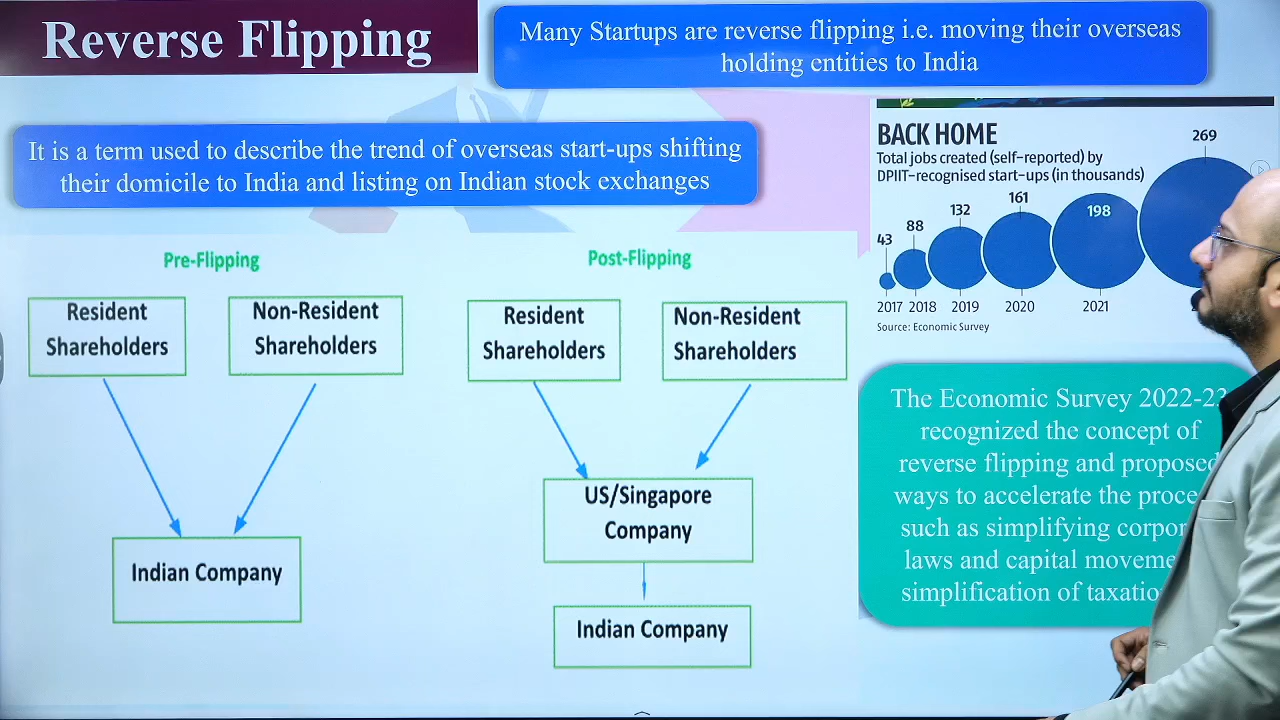 Reverse Flipping
Many Startups are reverse flipping i.e. moving their overseas
holding entities to India
It is a term used to describe the trend of overseas start-ups shifting
their domicile to India and listing on Indian stock exchanges
Pre-Flipping
Resident
Shareholders
Non-Resident
Shareholders
Indian Company
Post-Flipping
Resident
Shareholders
Non-Resident
Shareholders
US/Singapore
Company
Indian Company
BACK HOME
Total jobs created (self-reported) by
DPIIT-recognised start-ups (in thousands)
43
88
132
161
198
269
2017 2018 2019 2020 2021
Source: Economic Survey
The Economic Survey 2022-23
recognized the concept of
reverse flipping and proposed
ways to accelerate the
such as simplifying
laws and capital
simplification of